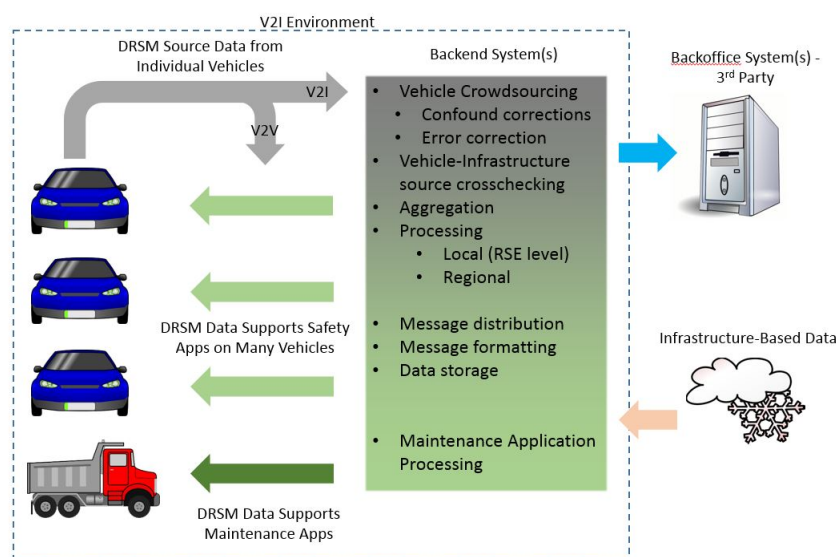 V2I Environment
DRSM Source Data from
Individual Vehicles
V2I
V2V
Backend System(s)
• Vehicle Crowdsourcing
• Confound corrections
• Error correction
• Vehicle-Infrastructure
source crosschecking
• Aggregation
• Processing
• Local (RSE level)
• Regional
• Message distribution
• Message formatting
• Data storage
• Maintenance Application
Processing
Backoffice System(s) -
3rd Party
DRSM Data Supports Safety
Apps on Many Vehicles
Infrastructure-Based Data
DRSM Data Supports
Maintenance Apps